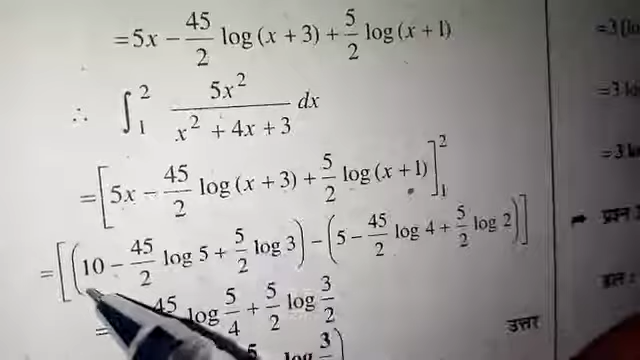 = 5x − 45/2 log (x + 3) + 5/2 log (x + 1)
∴ ∫₁² 5x² / (x² + 4x + 3) dx
= [5x − 45/2 log (x + 3) + 5/2 log (x + 1)]₁²
= [(10 − 45/2 log 5 + 5/2 log 3) − (5 − 45/2 log 4 + 5/2 log 2)]
= 45 log 5/4 + 5/2 log 3/2
उत्तर
5 log 3
= 3
= 3
= 3
प्रश्न
हल :